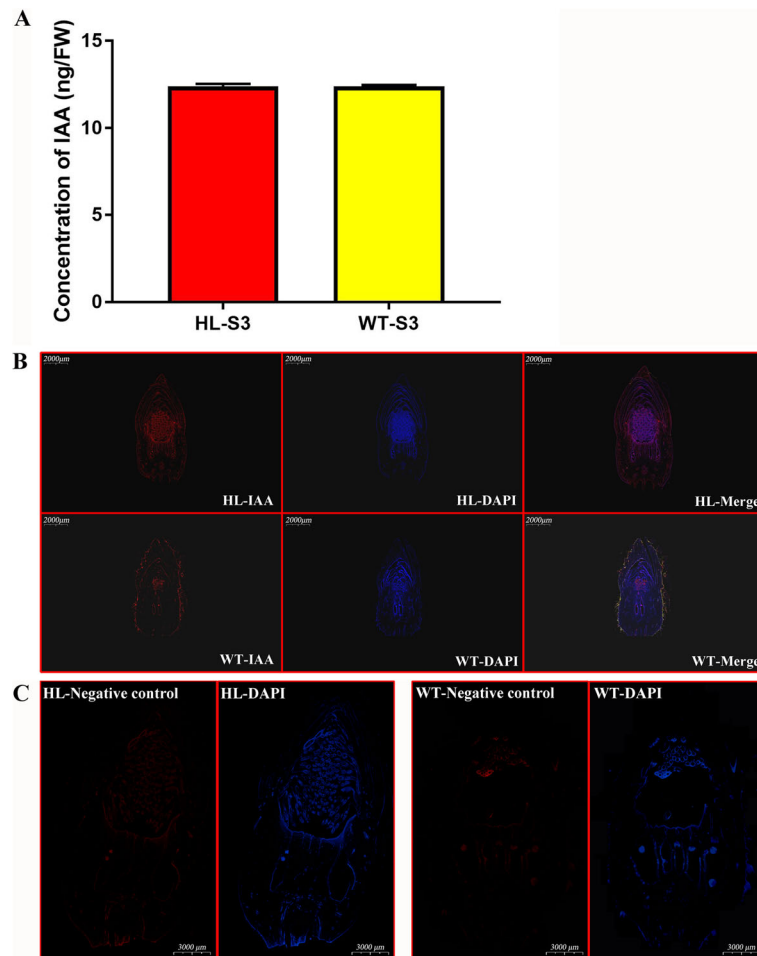 A
Concentration of IAA (ng/FW)
15
10
5
0
HL-S3
WT-S3
B
2000μm
HL-IAA
2000μm
HL-DAPI
2000μm
HL-Merge
2000μm
WT-IAA
2000μm
WT-DAPI
2000μm
WT-Merge
C
HL-Negative control
HL-DAPI
WT-Negative control
WT-DAPI
3000 μm
3000 μm
3000 μm
3000 μm